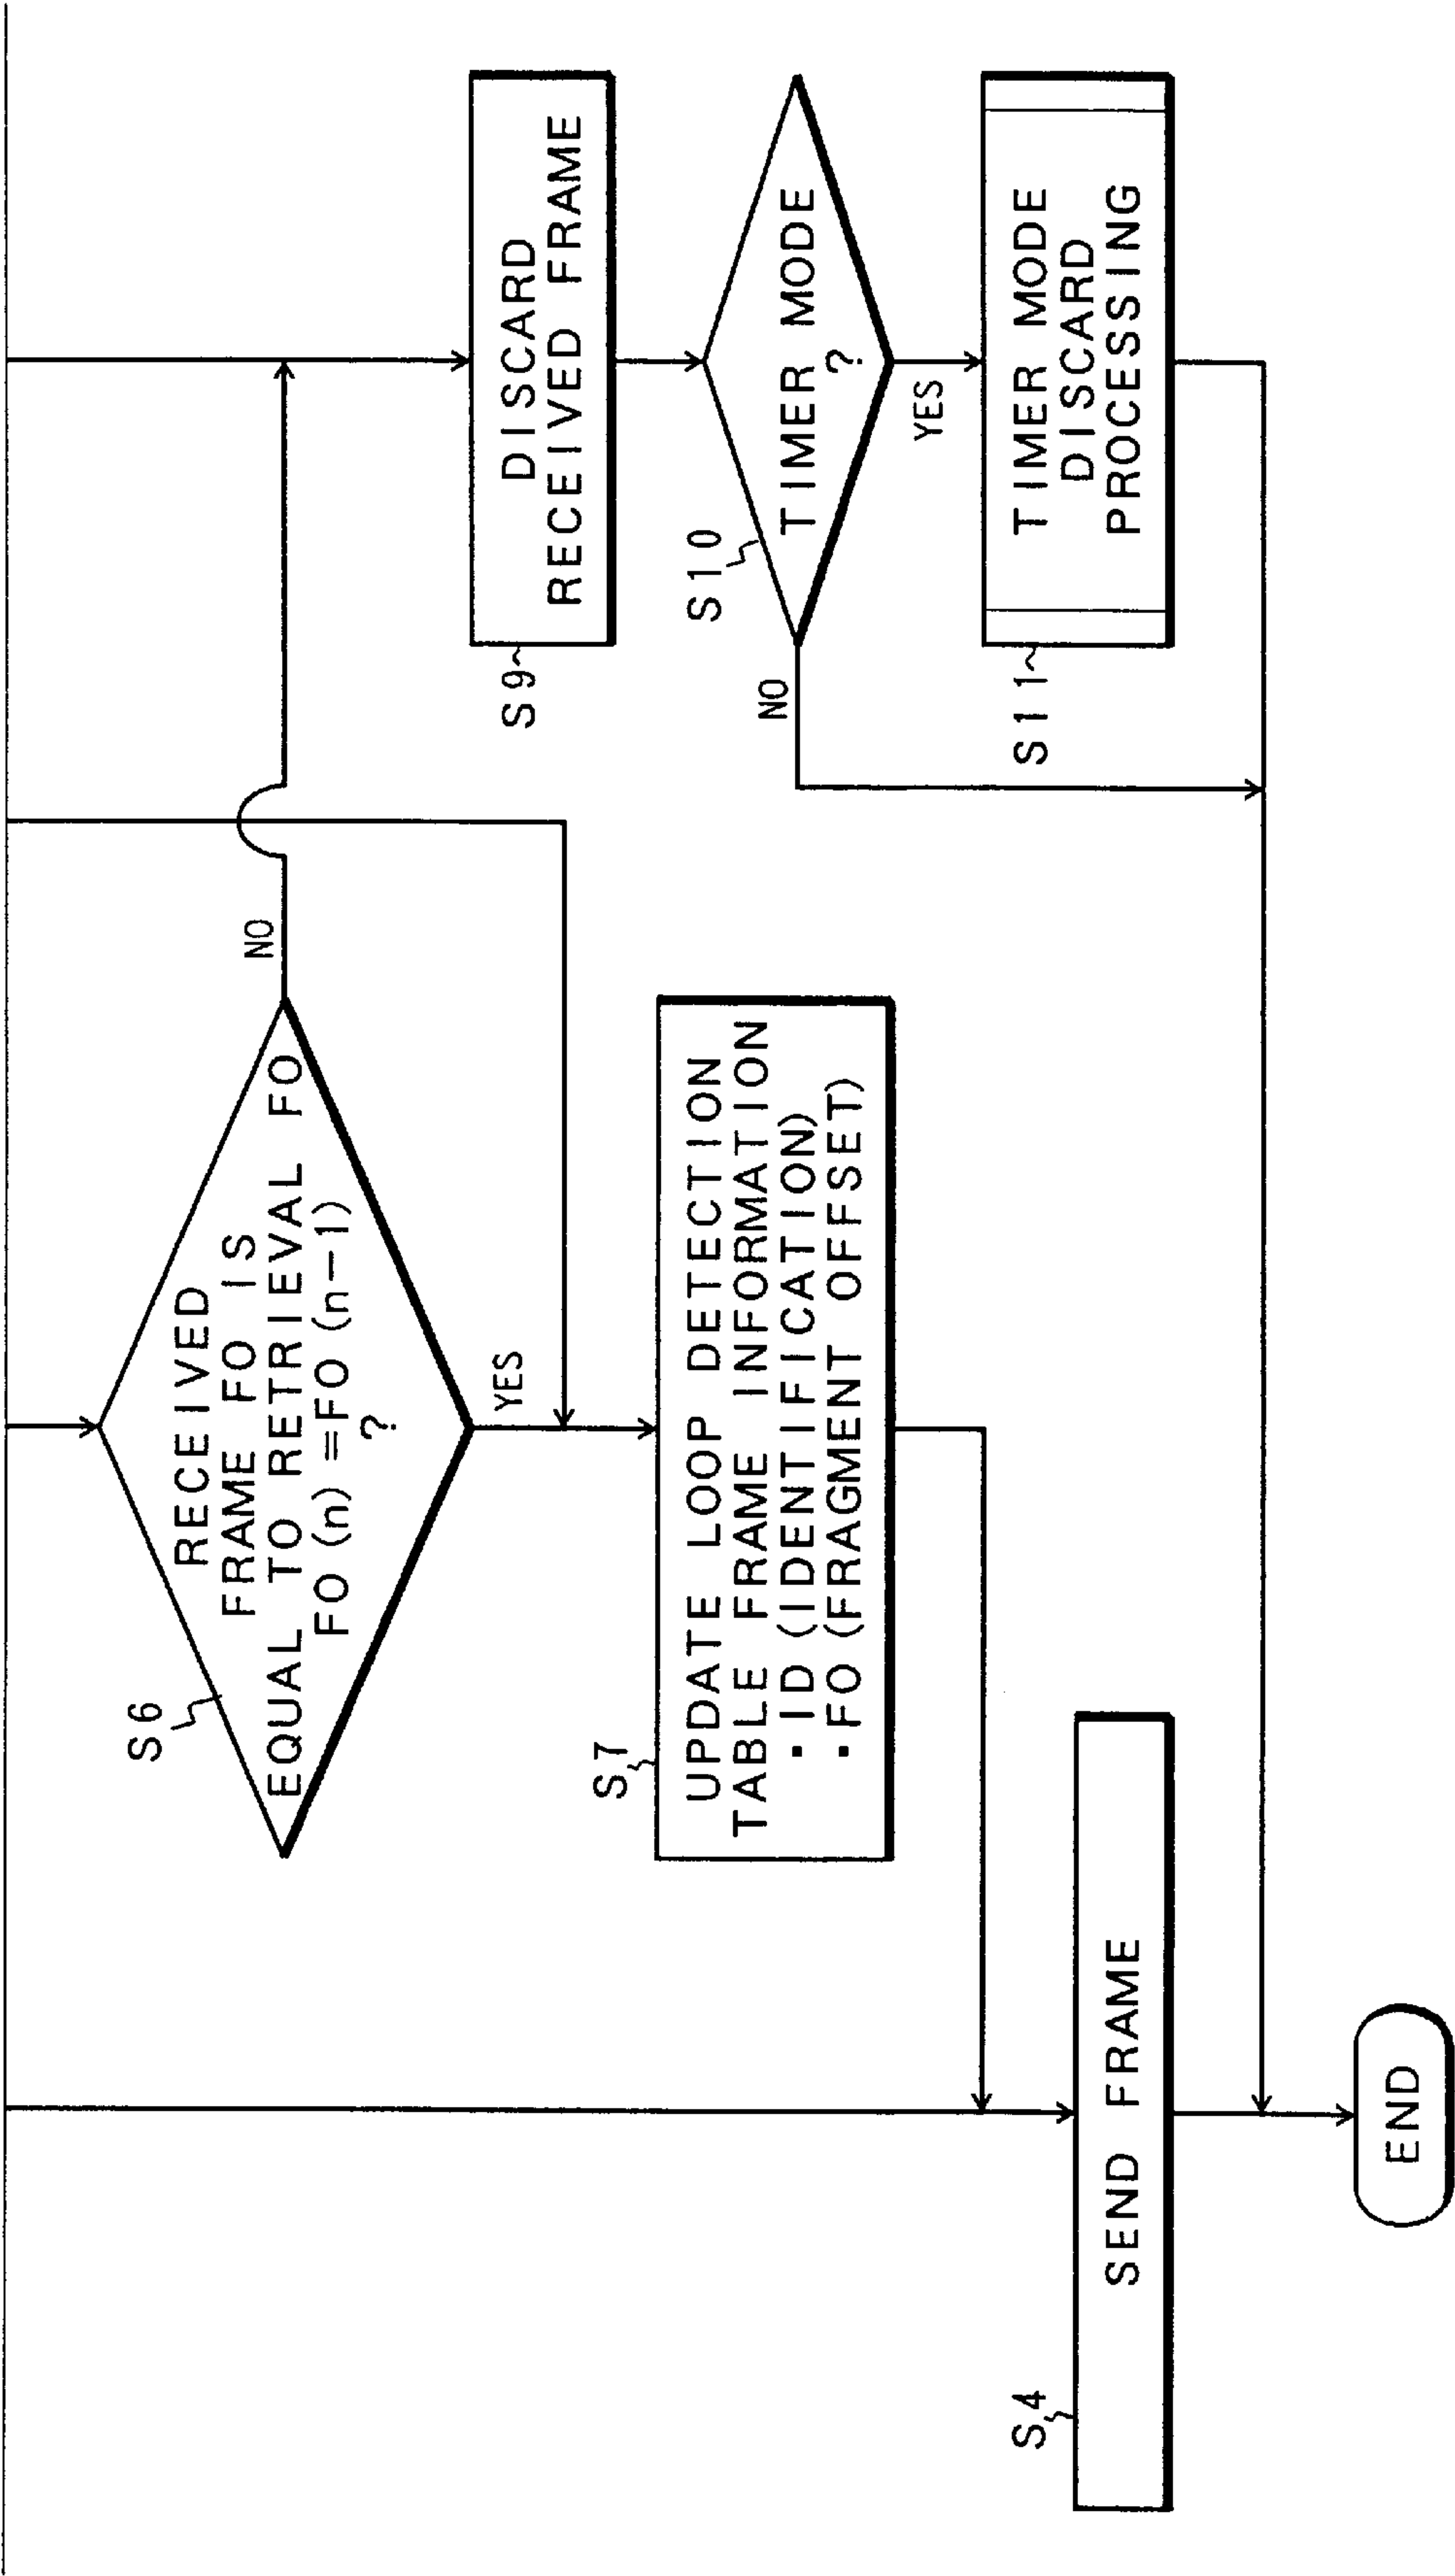 S6
RECEIVED
FRAME FO IS
EQUAL TO RETRIEVAL FO
FO (n) =FO (n-1)
?
NO
YES
S7
UPDATE LOOP DETECTION
TABLE FRAME INFORMATION
・ID (IDENTIFICATION)
・FO (FRAGMENT OFFSET)
S4
SEND FRAME
END
S9
DISCARD
RECEIVED FRAME
S10
TIMER MODE
?
NO
YES
S11
TIMER MODE
DISCARD
PROCESSING